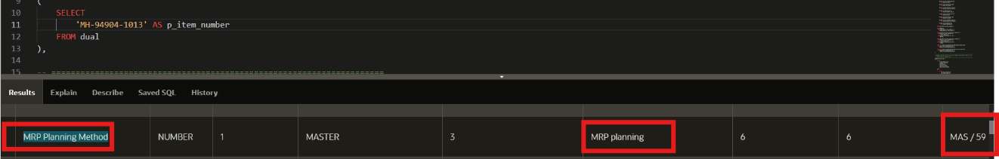 9 (
10 SELECT
11 'MH-94904-1013' AS p_item_number
12 FROM dual
13 ),
14
15 -- ========================================================================
Results Explain Describe Saved SQL History
MRP Planning Method NUMBER 1 MASTER 3 MRP planning 6 6 MAS / 59